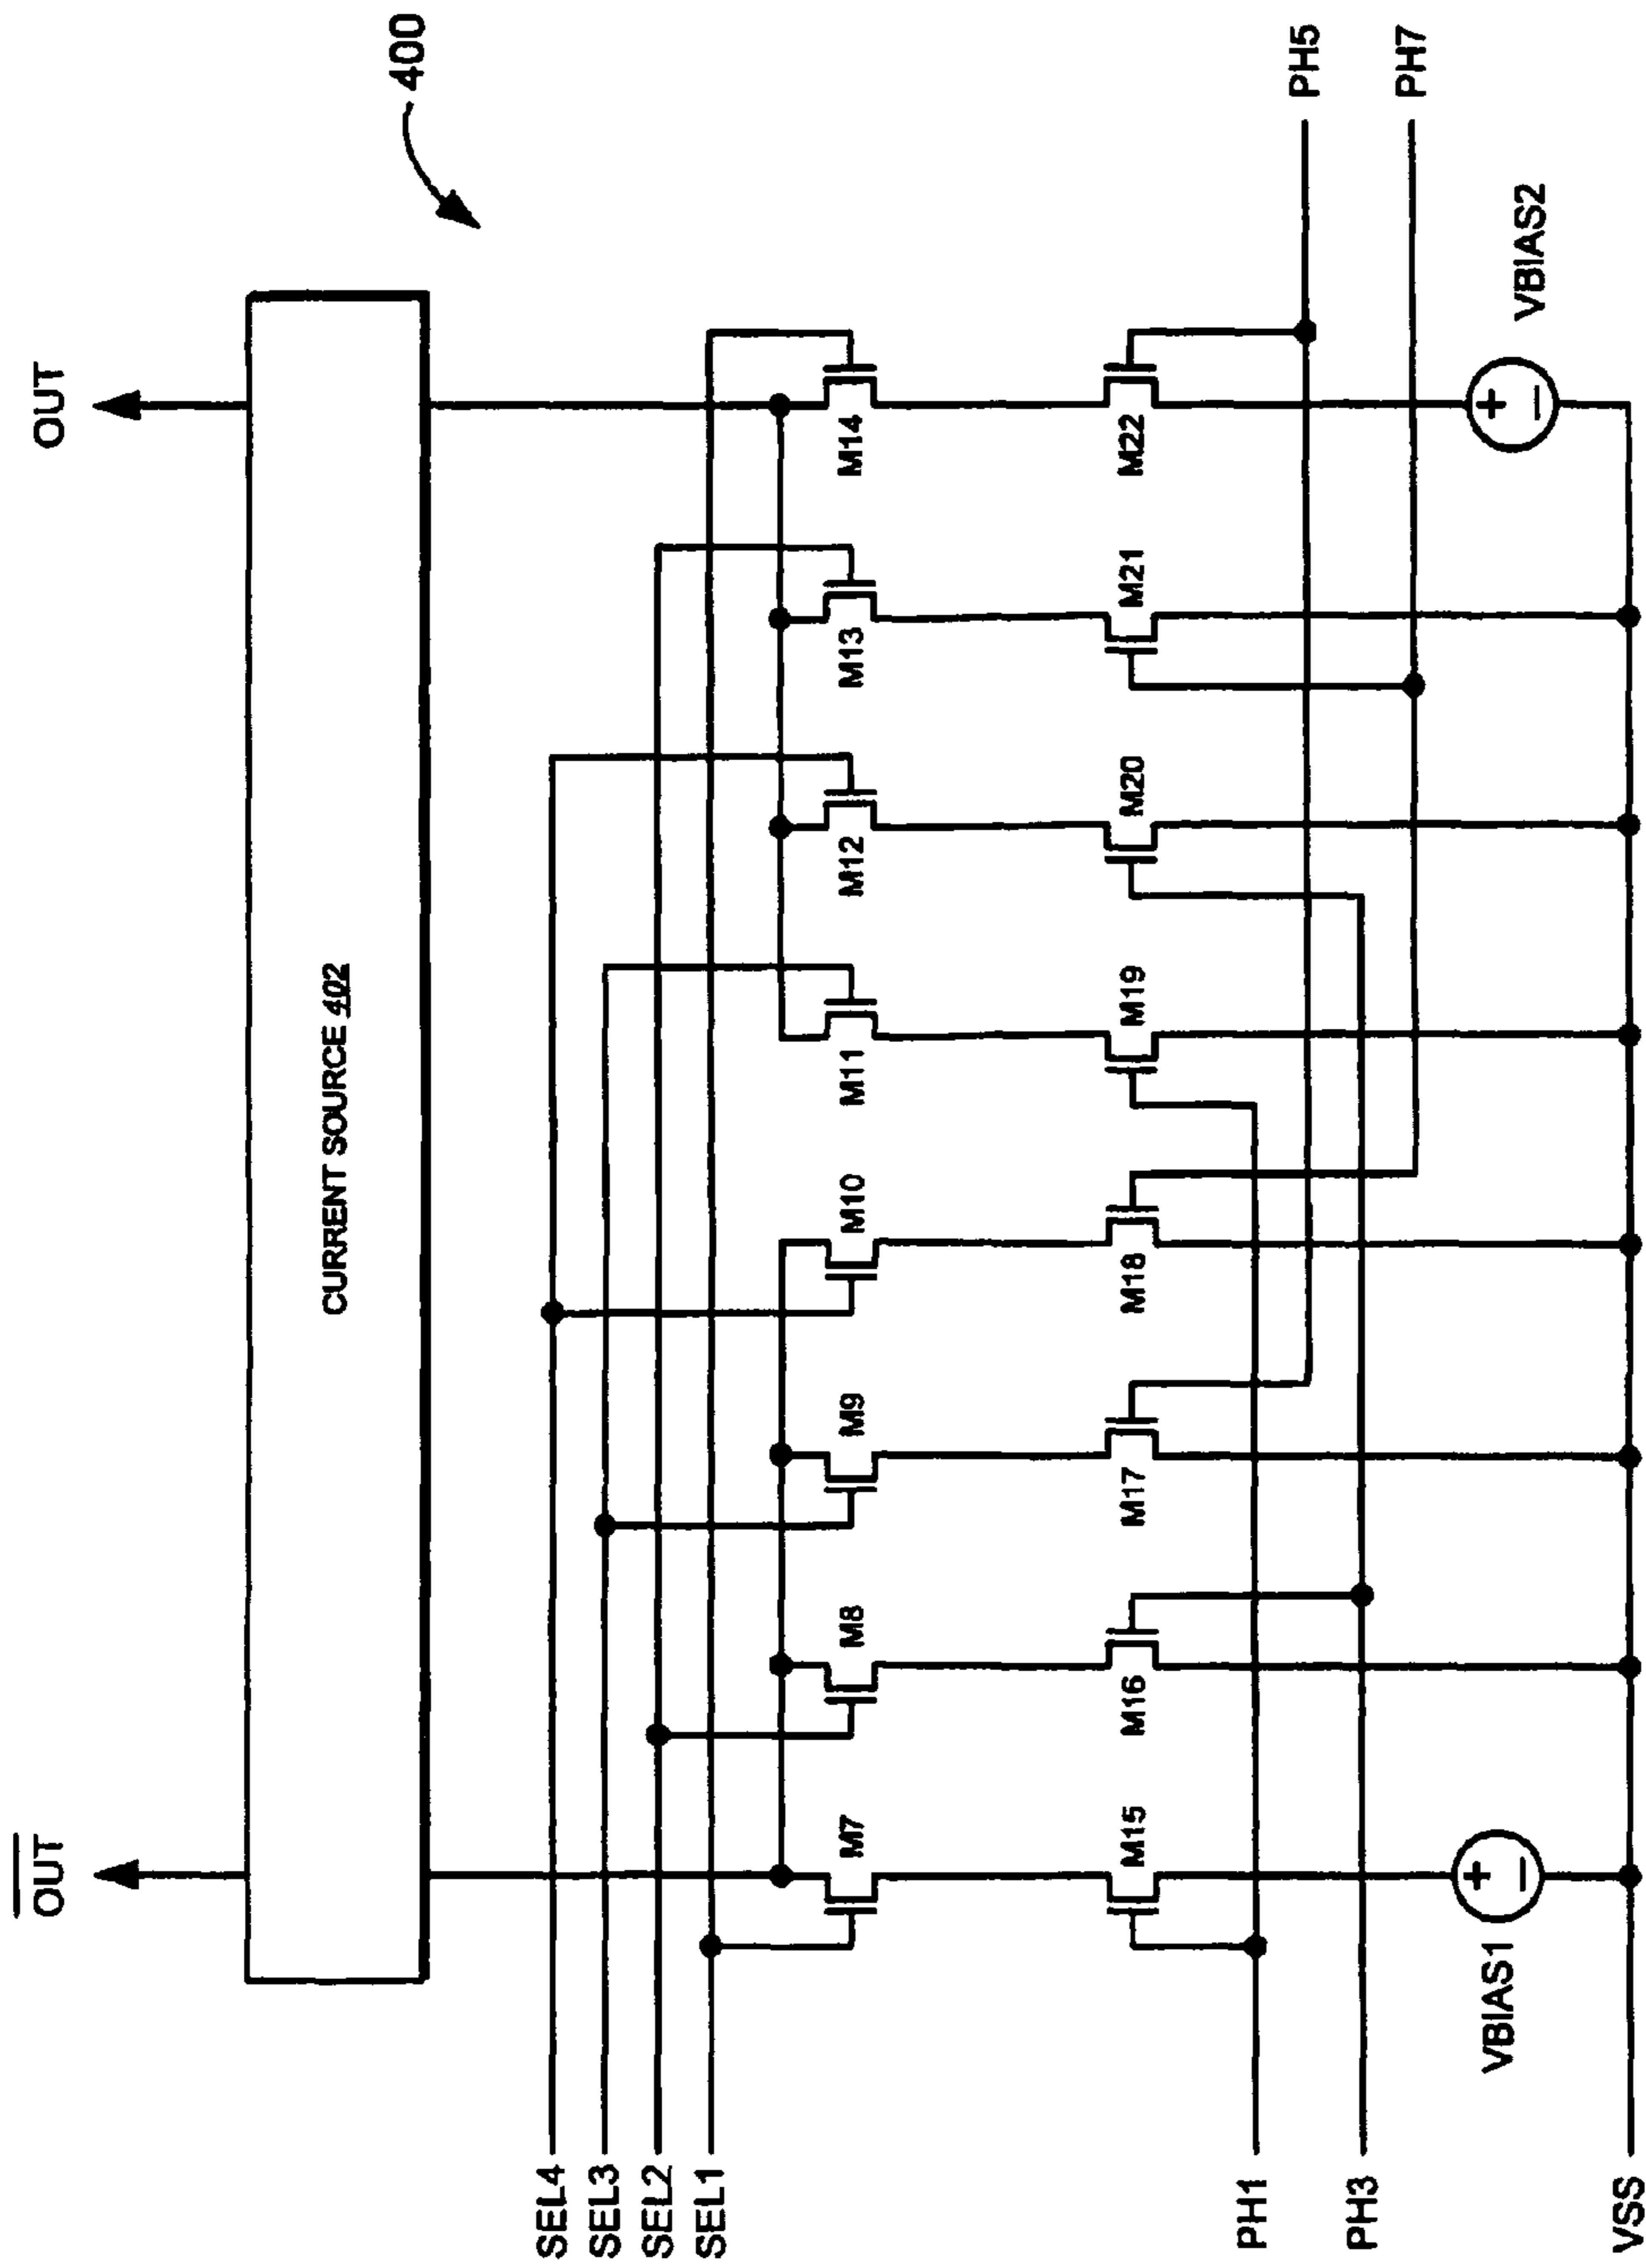 OUT
OUT
400
CURRENT SOURCE 402
SEL4
SEL3
SEL2
SEL1
M7
M8
M9
M10
M11
M12
M13
M14
M15
M16
M17
M18
M19
M20
M21
M22
PH1
PH3
PH5
PH7
VBIAS1
VBIAS2
VSS